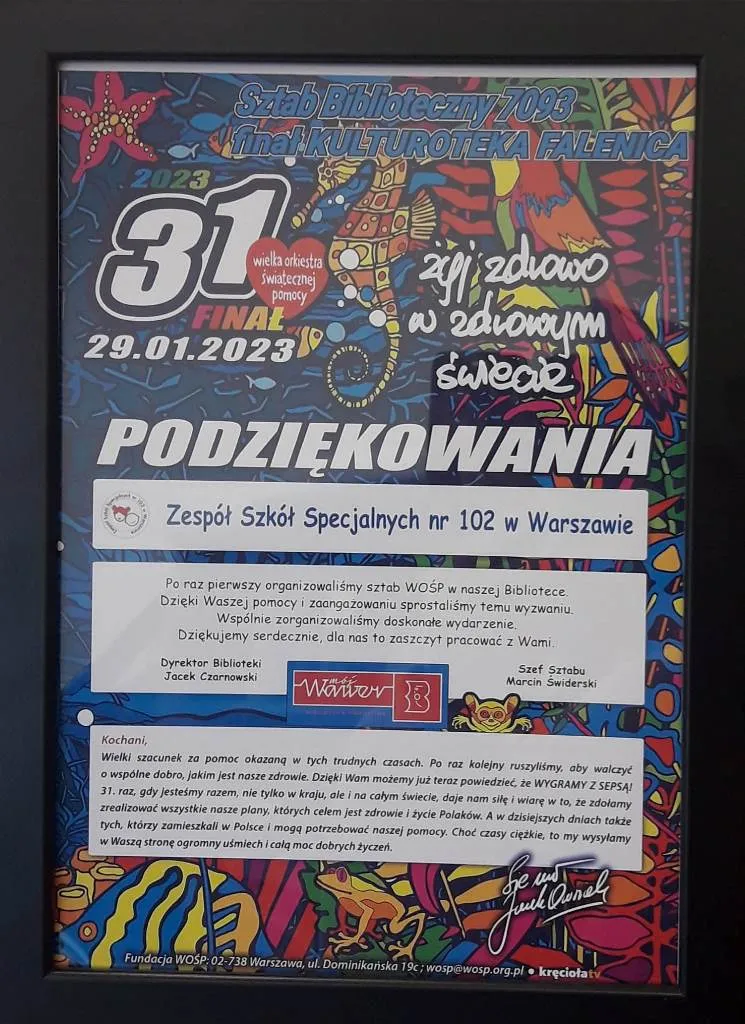 Sztab Biblioteczny 7093
finał KULTUROTEKA FALENICA
2023
31
wielka orkiestra
świątecznej
pomocy
FINAŁ
29.01.2023
żyj zdrowo
w zdrowym
świecie
PODZIĘKOWANIA
Zespół Szkół Specjalnych nr 102 w Warszawie
Po raz pierwszy organizowaliśmy sztab WOŚP w naszej Bibliotece.
Dzięki Waszej pomocy i zaangazowaniu sprostaliśmy temu wyzwaniu.
Wspólnie zorganizowaliśmy doskonałe wydarzenie.
Dziękujemy serdecznie, dla nas to zaszczyt pracować z Wami.
Dyrektor Biblioteki
Jacek Czarnowski
Szef Sztabu
Marcin Świderski
mój
Wawer
B
Kochani,
Wielki szacunek za pomoc okazaną w tych trudnych czasach. Po raz kolejny ruszyliśmy, aby walczyć
o wspólne dobro, jakim jest nasze zdrowie. Dzięki Wam możemy już teraz powiedzieć, że WYGRAMY Z SEPSĄ!
31. raz, gdy jesteśmy razem, nie tylko w kraju, ale i na całym świecie, daje nam siłę i wiarę w to, że zdołamy
zrealizować wszystkie nasze plany, których celem jest zdrowie i życie Polaków. A w dzisiejszych dniach także
tych, którzy zamieszkali w Polsce i mogą potrzebować naszej pomocy. Choć czasy ciężkie, to my wysyłamy
w Waszą stronę ogromny uśmiech i całą moc dobrych życzeń.
Fundacja WOŚP: 02-738 Warszawa, ul. Dominikańska 19c ; wosp@wosp.org.pl • kręciołatv